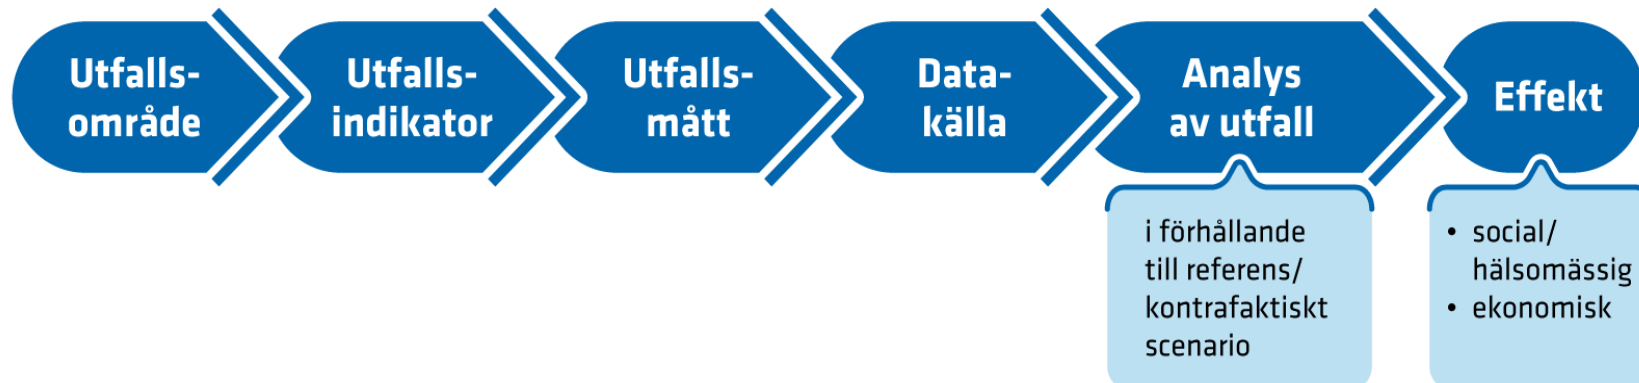 Utfalls-
område
Utfalls-
indikator
Utfalls-
mått
Data-
källa
Analys
av utfall
Effekt
i förhållande
till referens/
kontrafaktiskt
scenario
• social/
hälsomässig
• ekonomisk